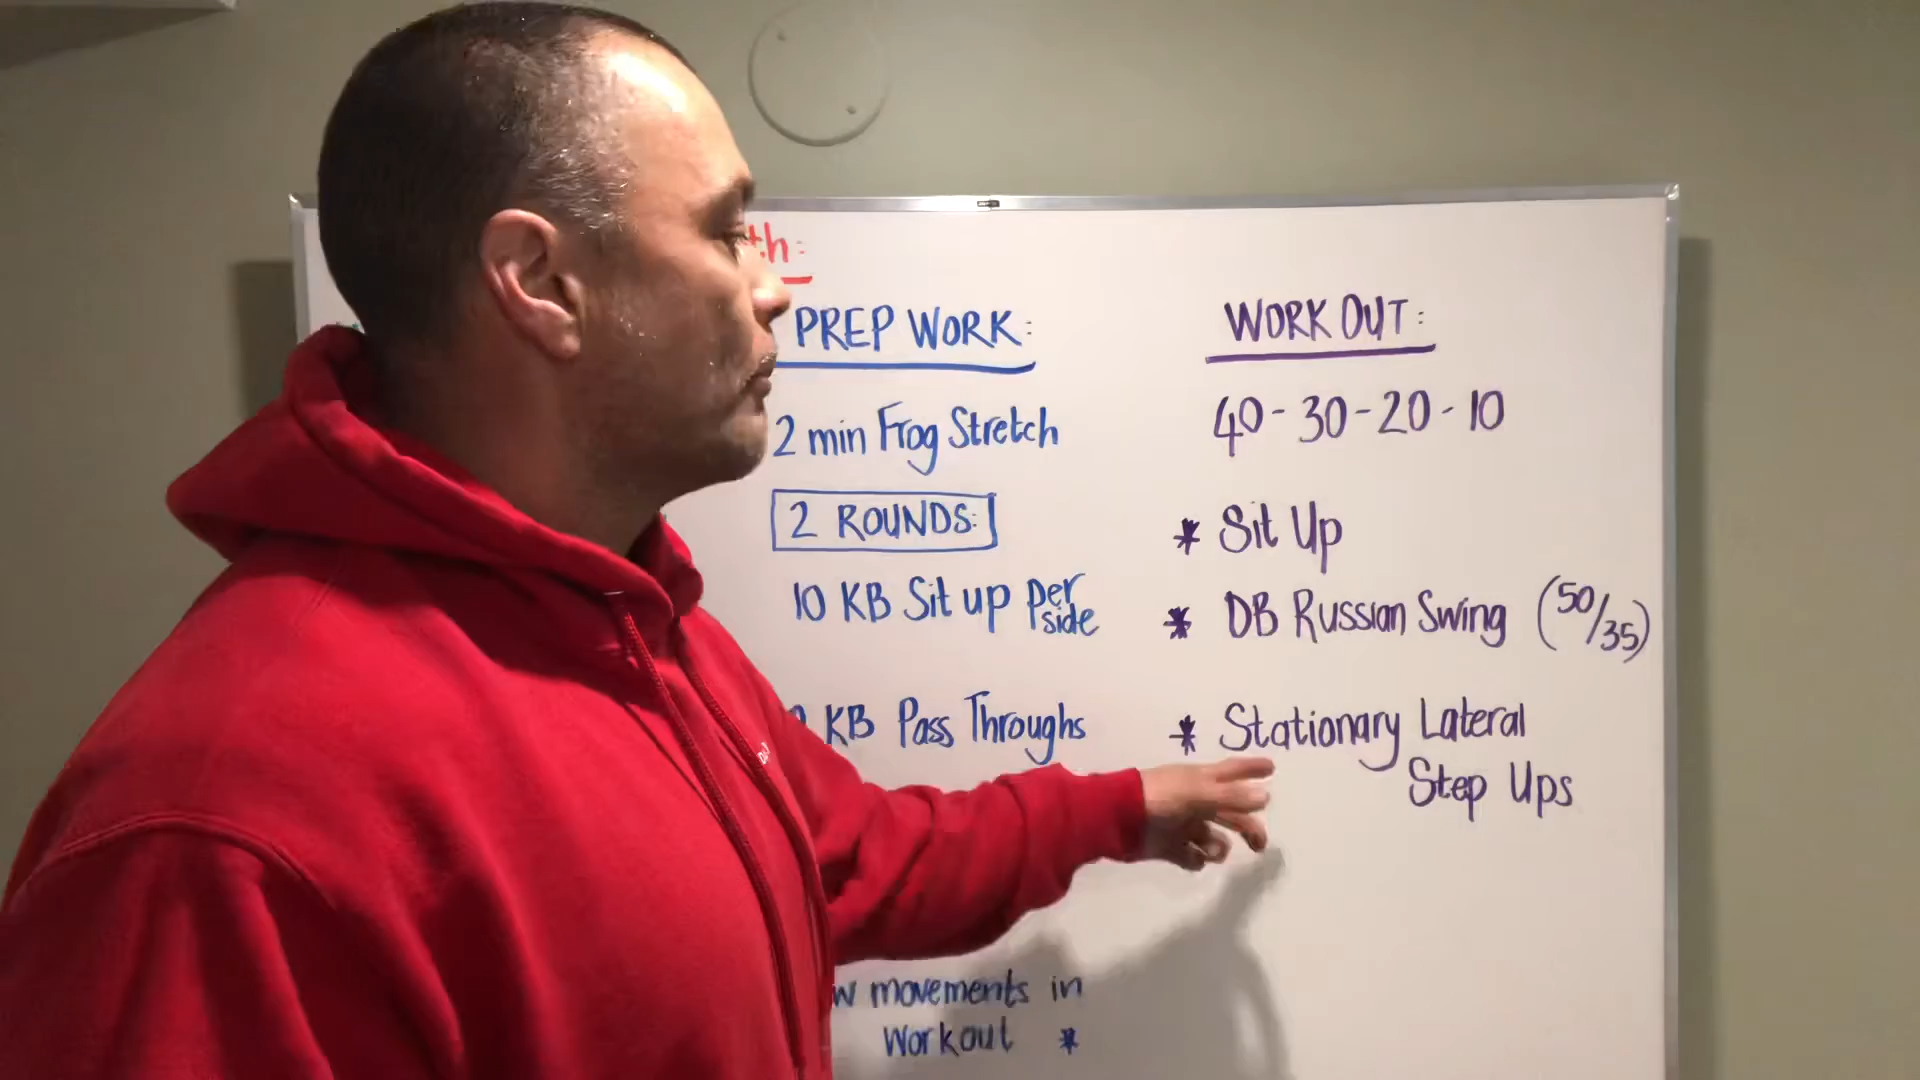 th:
PREP WORK:
2 min Frog Stretch
2 ROUNDS:
10 KB Sit up per side
KB Pass Throughs
movements in
Workout *
WORK OUT:
40 - 30 - 20 - 10
* Sit Up
* DB Russian Swing (50/35)
* Stationary Lateral
Step Ups